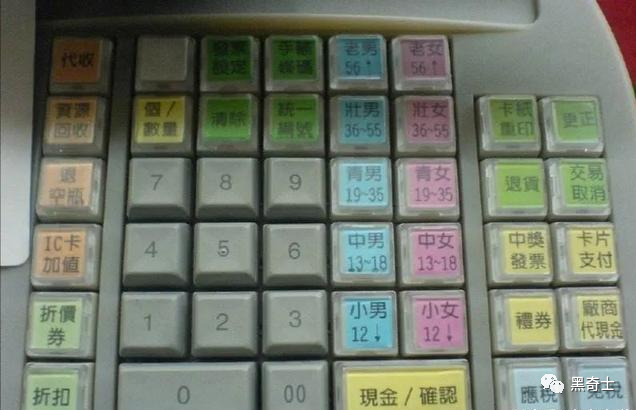 代收
發票
設定
手輸
條碼
老男
56↑
老女
56↑
資源
回收
個/
數量
清除
統一
編號
壯男
36~55
壯女
36~55
卡紙
重印
更正
退
空瓶
7
8
9
青男
19~35
青女
19~35
退貨
交易
取消
IC卡
加值
4
5
6
中男
13~18
中女
13~18
中獎
發票
卡片
支付
折價
券
1
2
3
小男
12↓
小女
12↓
禮券
廠商
代現金
折扣
0
00
現金/確認
應稅
免稅
黑奇士